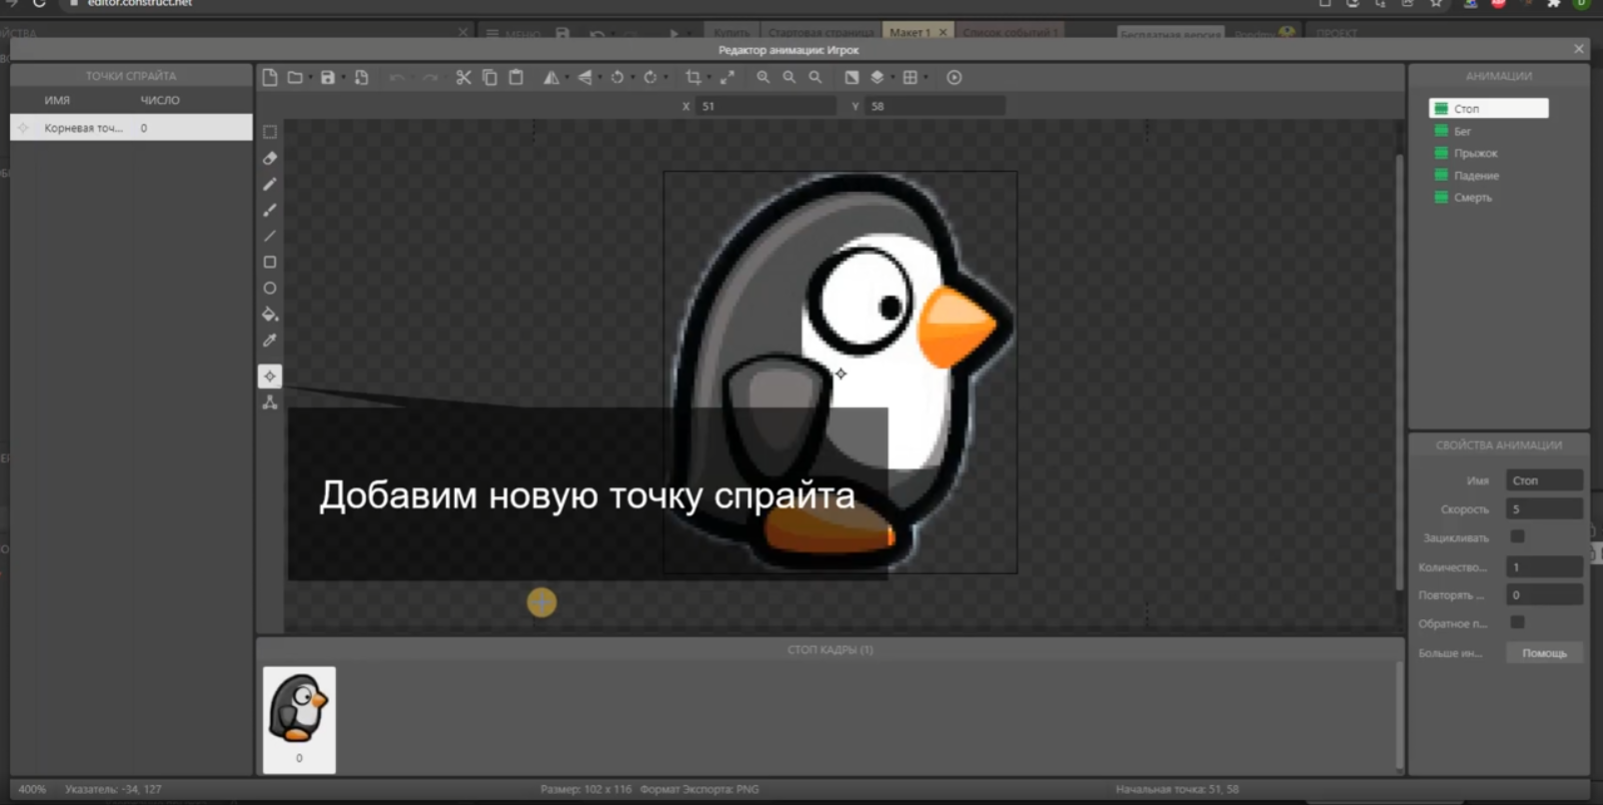 editor.construct.net
МЕНЮ
Купить
Стартовая страница
Макет 1
Список событий 1
Бесплатная версия
ПРОЕКТ
Редактор анимации: Игрок
ТОЧКИ СПРАЙТА
ИМЯ
ЧИСЛО
Корневая точ...
0
X
51
Y
58
АНИМАЦИИ
Стоп
Бег
Прыжок
Падение
Смерть
Добавим новую точку спрайта
СВОЙСТВА АНИМАЦИИ
Имя
Стоп
Скорость
5
Зацикливать
Количество...
1
Повторять ...
0
Обратное п...
Больше ин...
Помощь
СТОП КАДРЫ (1)
0
400%
Указатель: -34, 127
Размер: 102 x 116
Формат Экспорта: PNG
Начальная точка: 51, 58